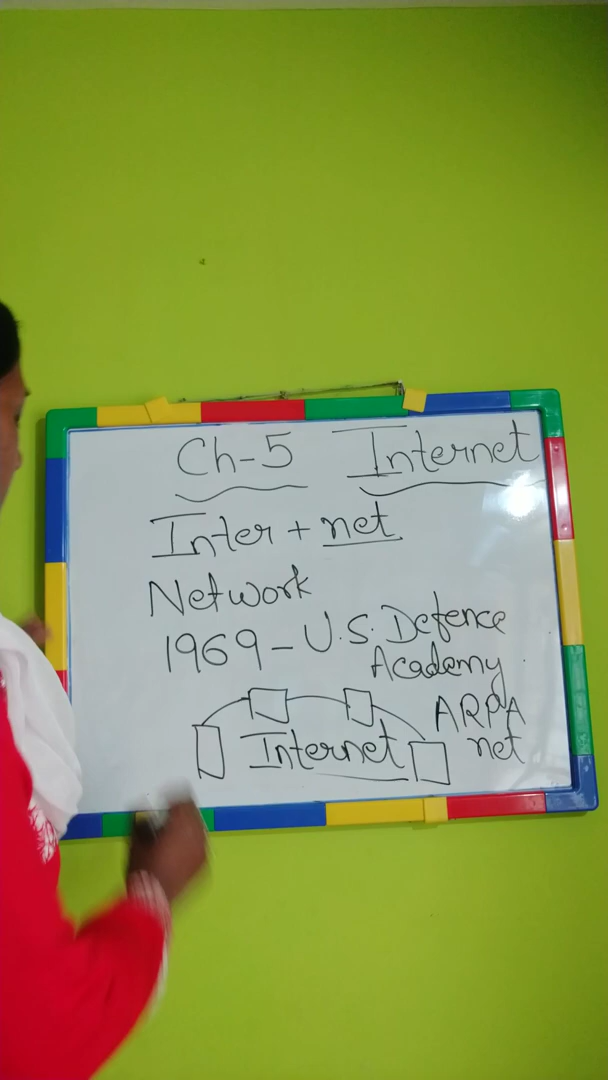 Ch-5 Internet
Inter + net
Network
1969 - U.S. Defence
Academy
ARPA
net
Internet